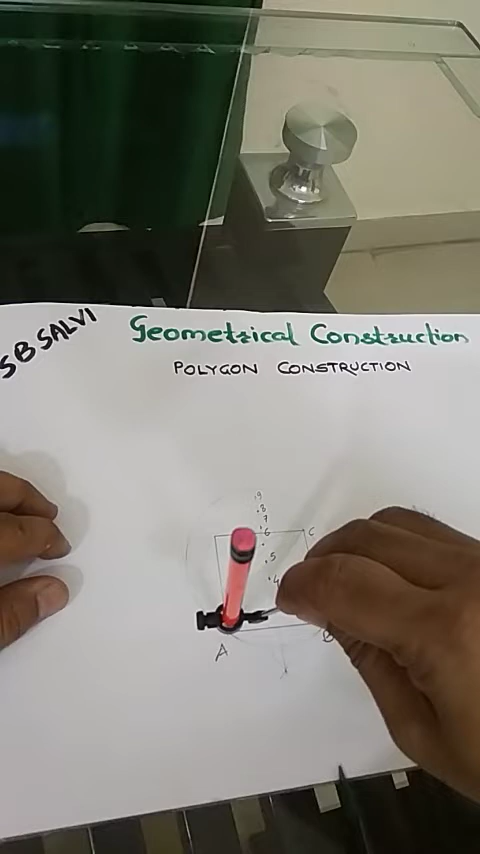 SB SALVI
Geometrical Construction
POLYGON CONSTRUCTION
9
8
7
6
C
5
4
A
B